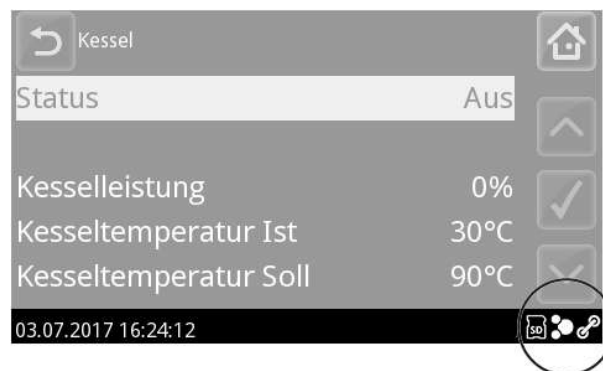 Kessel
Status Aus
Kesselleistung 0%
Kesseltemperatur Ist 30°C
Kesseltemperatur Soll 90°C
03.07.2017 16:24:12 SD